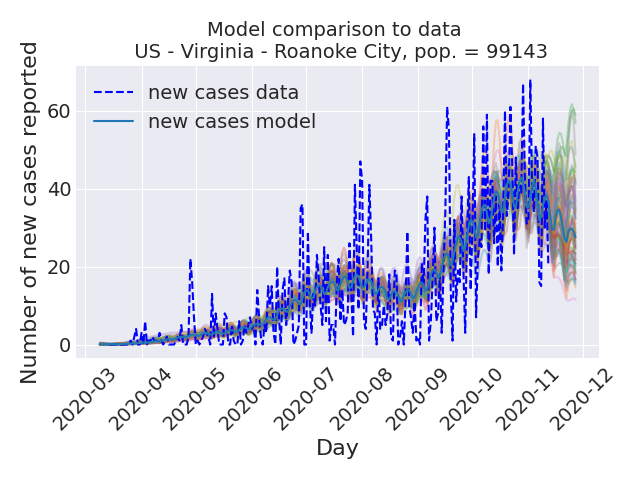 Model comparison to data
US - Virginia - Roanoke City, pop. = 99143
Number of new cases reported
60
40
20
0
new cases data
new cases model
2020-03
2020-04
2020-05
2020-06
2020-07
2020-08
2020-09
2020-10
2020-11
2020-12
Day